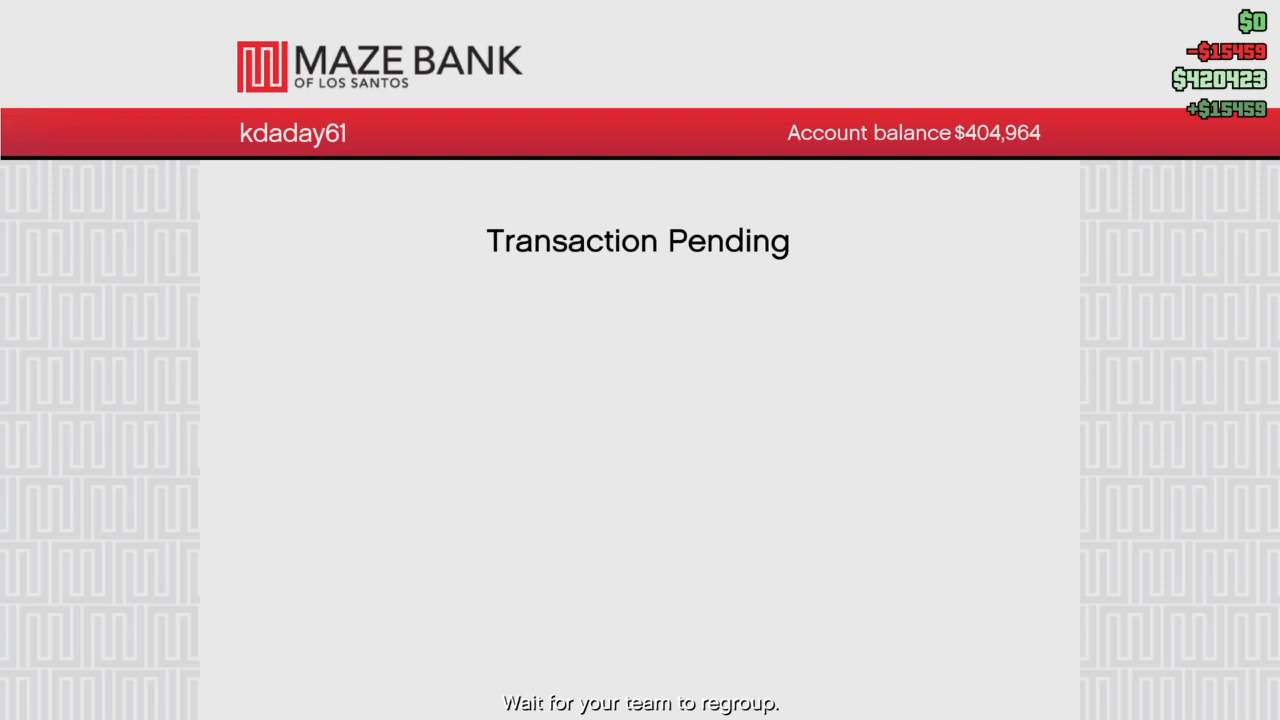 $0
MAZE BANK
OF LOS SANTOS
-$15459
$420423
+$15459
kdaday61
Account balance $404,964
Transaction Pending
Wait for your team to regroup.